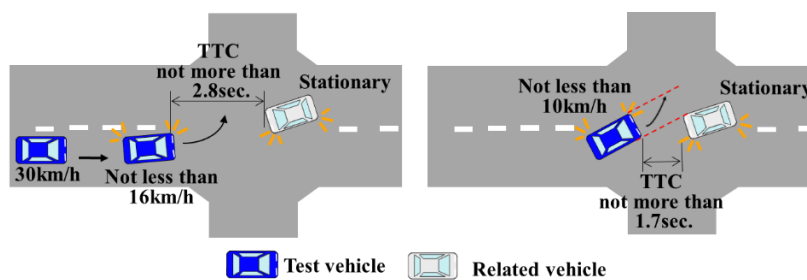 TTC
not more than
2.8sec.
Stationary
30km/h
Not less than
16km/h
Not less than
10km/h
Stationary
TTC
not more than
1.7sec.
Test vehicle
Related vehicle